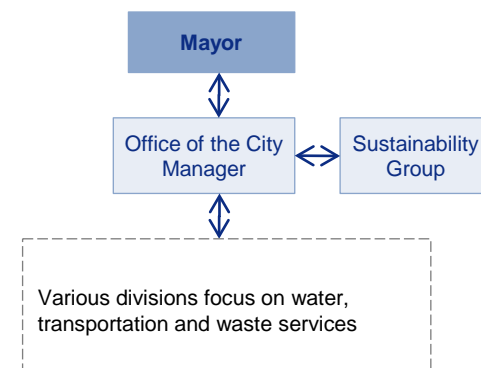 Mayor
Office of the City
Manager
Sustainability
Group
Various divisions focus on water,
transportation and waste services